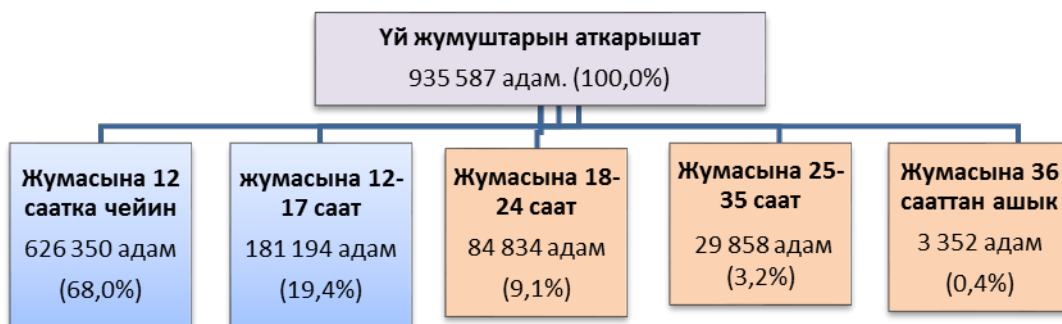 Үй жумуштарын аткарышат
935 587 адам. (100,0%)
Жумасына 12
саатка чейин
626 350 адам
(68,0%)
жумасына 12-
17 саат
181 194 адам
(19,4%)
Жумасына 18-
24 саат
84 834 адам
(9,1%)
Жумасына 25-
35 саат
29 858 адам
(3,2%)
Жумасына 36
сааттан ашык
3 352 адам
(0,4%)